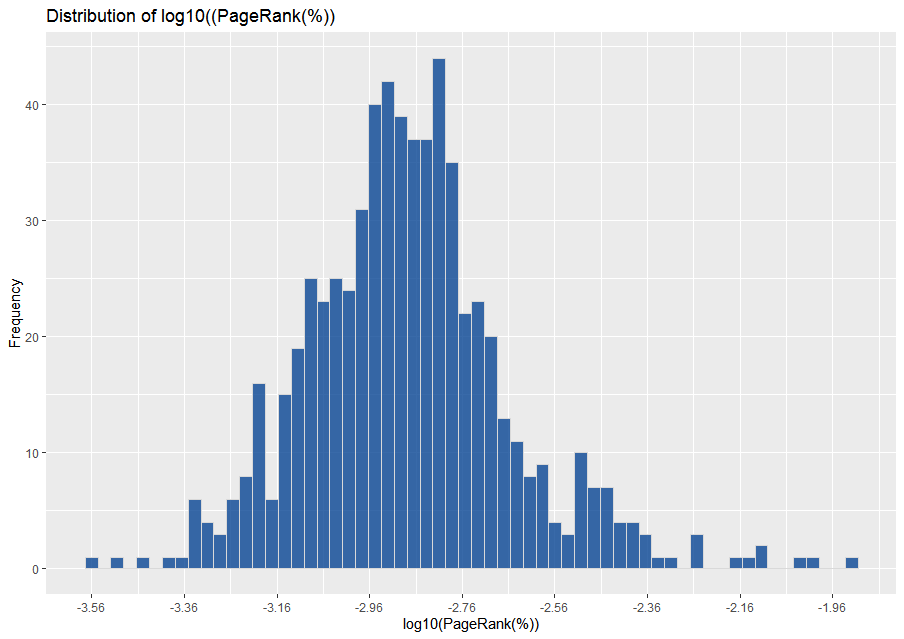 Distribution of log10((PageRank(%))
Frequency
40
30
20
10
0
-3.56 -3.36 -3.16 -2.96 -2.76 -2.56 -2.36 -2.16 -1.96
log10(PageRank(%))